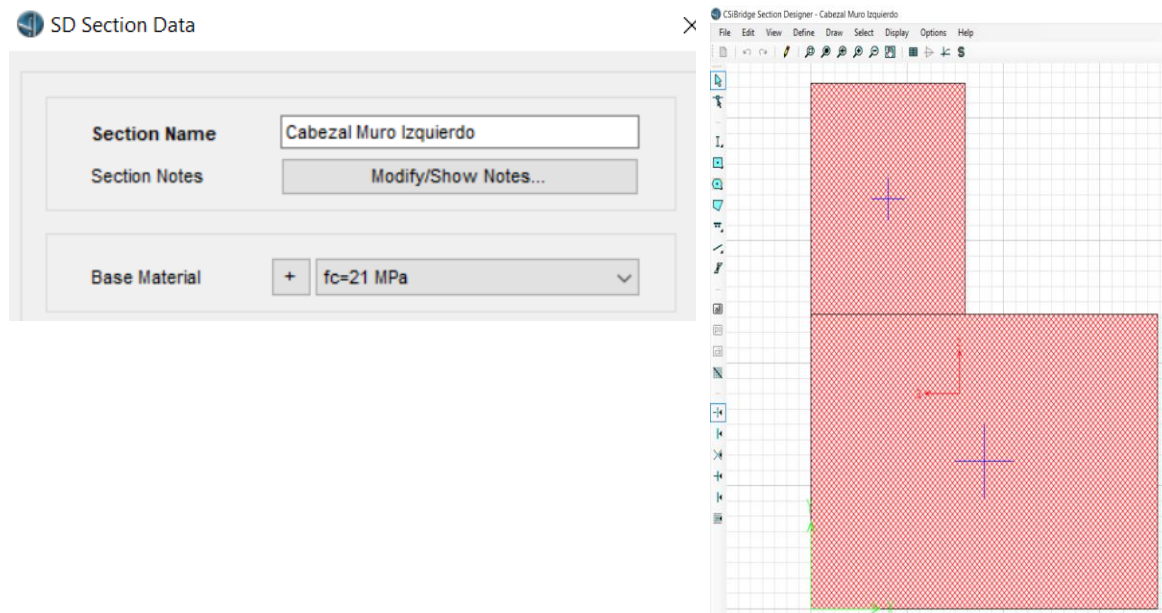 SD Section Data
Section Name
Cabezal Muro Izquierdo
Section Notes
Modify/Show Notes...
Base Material
+
fc=21 MPa
CSiBridge Section Designer - Cabezal Muro Izquierdo
File Edit View Define Draw Select Display Options Help